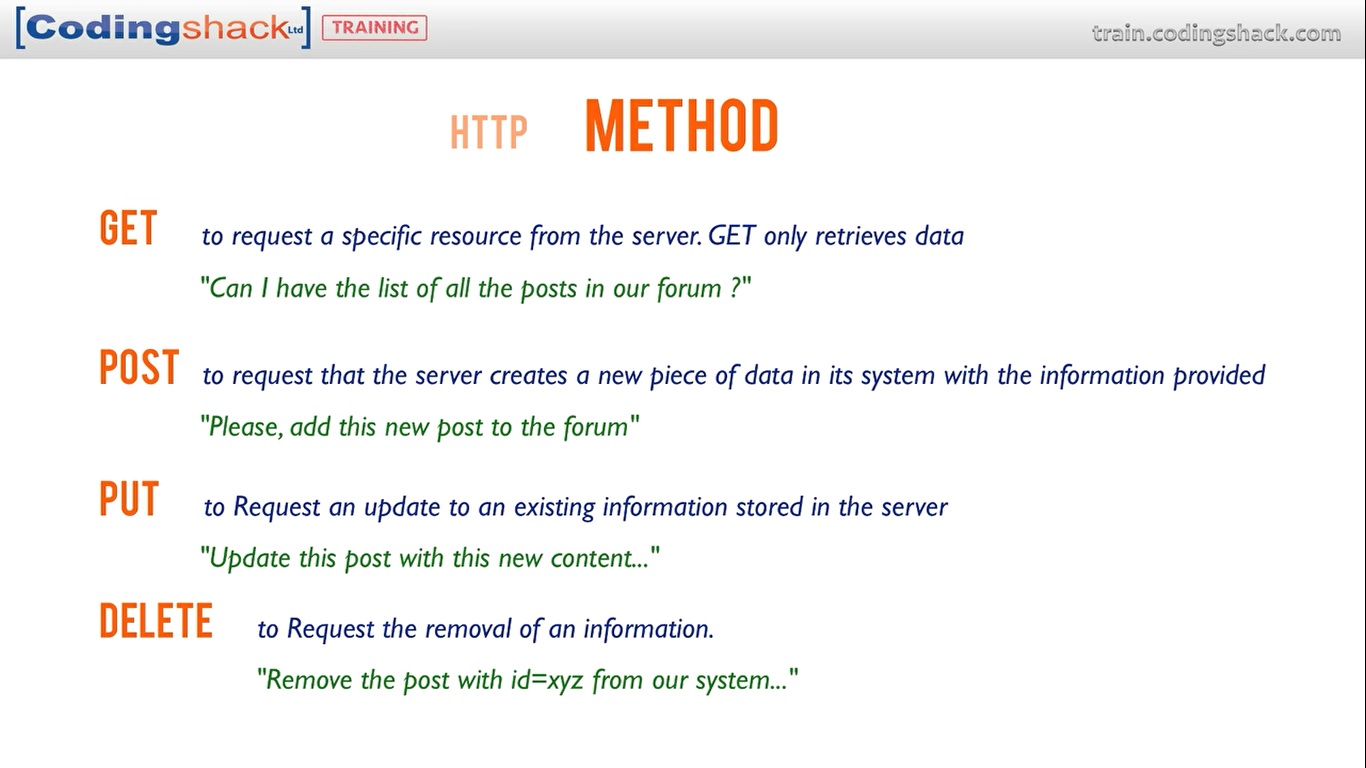 [Codingshack Ltd] TRAINING
train.codingshack.com
HTTP METHOD
GET to request a specific resource from the server. GET only retrieves data
"Can I have the list of all the posts in our forum ?"
POST to request that the server creates a new piece of data in its system with the information provided
"Please, add this new post to the forum"
PUT to Request an update to an existing information stored in the server
"Update this post with this new content..."
DELETE to Request the removal of an information.
"Remove the post with id=xyz from our system..."